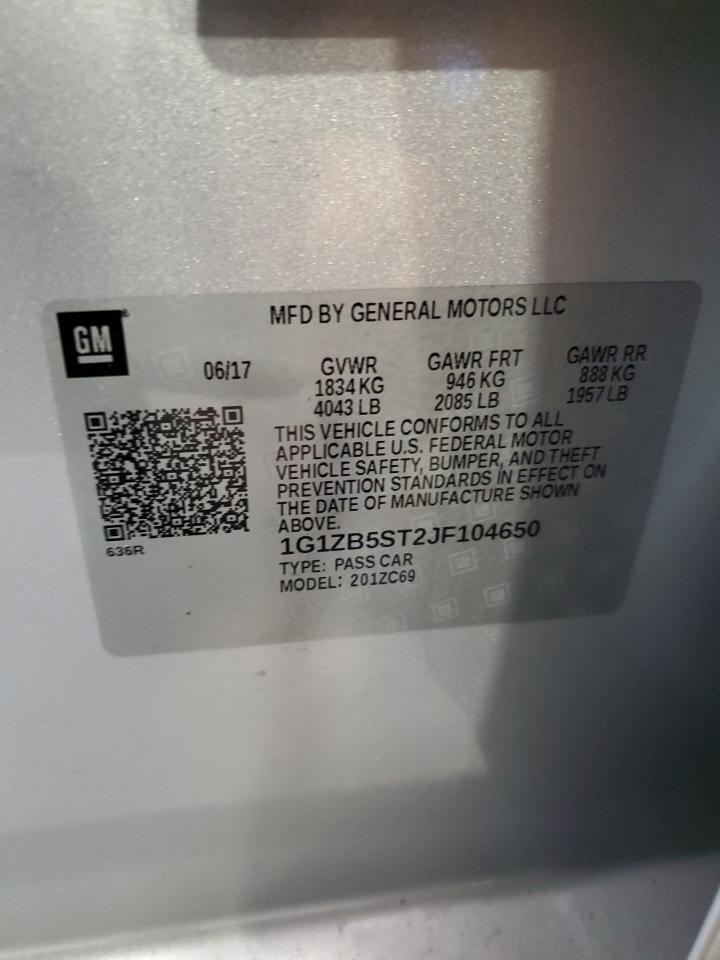 MFD BY GENERAL MOTORS LLC
GM®
06/17
GVWR
1834 KG
4043 LB
GAWR FRT
946 KG
2085 LB
GAWR RR
888 KG
1957 LB
THIS VEHICLE CONFORMS TO ALL
APPLICABLE U.S. FEDERAL MOTOR
VEHICLE SAFETY, BUMPER, AND THEFT
PREVENTION STANDARDS IN EFFECT ON
THE DATE OF MANUFACTURE SHOWN
ABOVE.
636R
1G1ZB5ST2JF104650
TYPE: PASS CAR
MODEL: 201ZC69